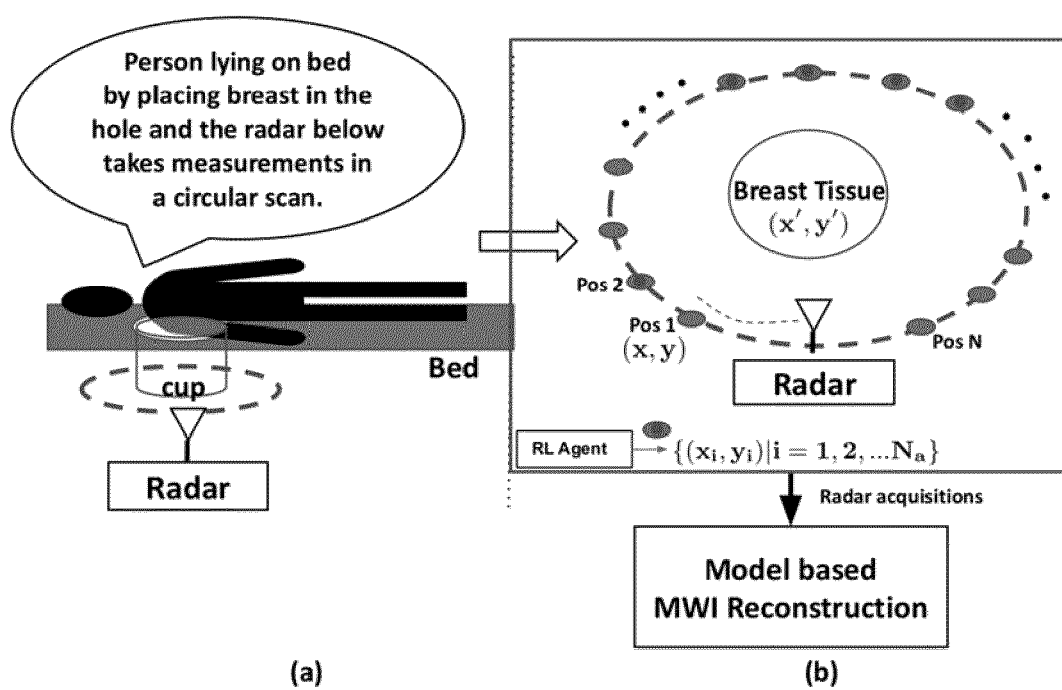 Person lying on bed
by placing breast in the
hole and the radar below
takes measurements in
a circular scan.
Bed
cup
Radar
(a)
Breast Tissue
(x′, y′)
Pos 2
Pos 1
(x, y)
Pos N
Radar
RL Agent
{(xᵢ, yᵢ)|i = 1, 2, ...Nₐ}
Radar acquisitions
Model based
MWI Reconstruction
(b)